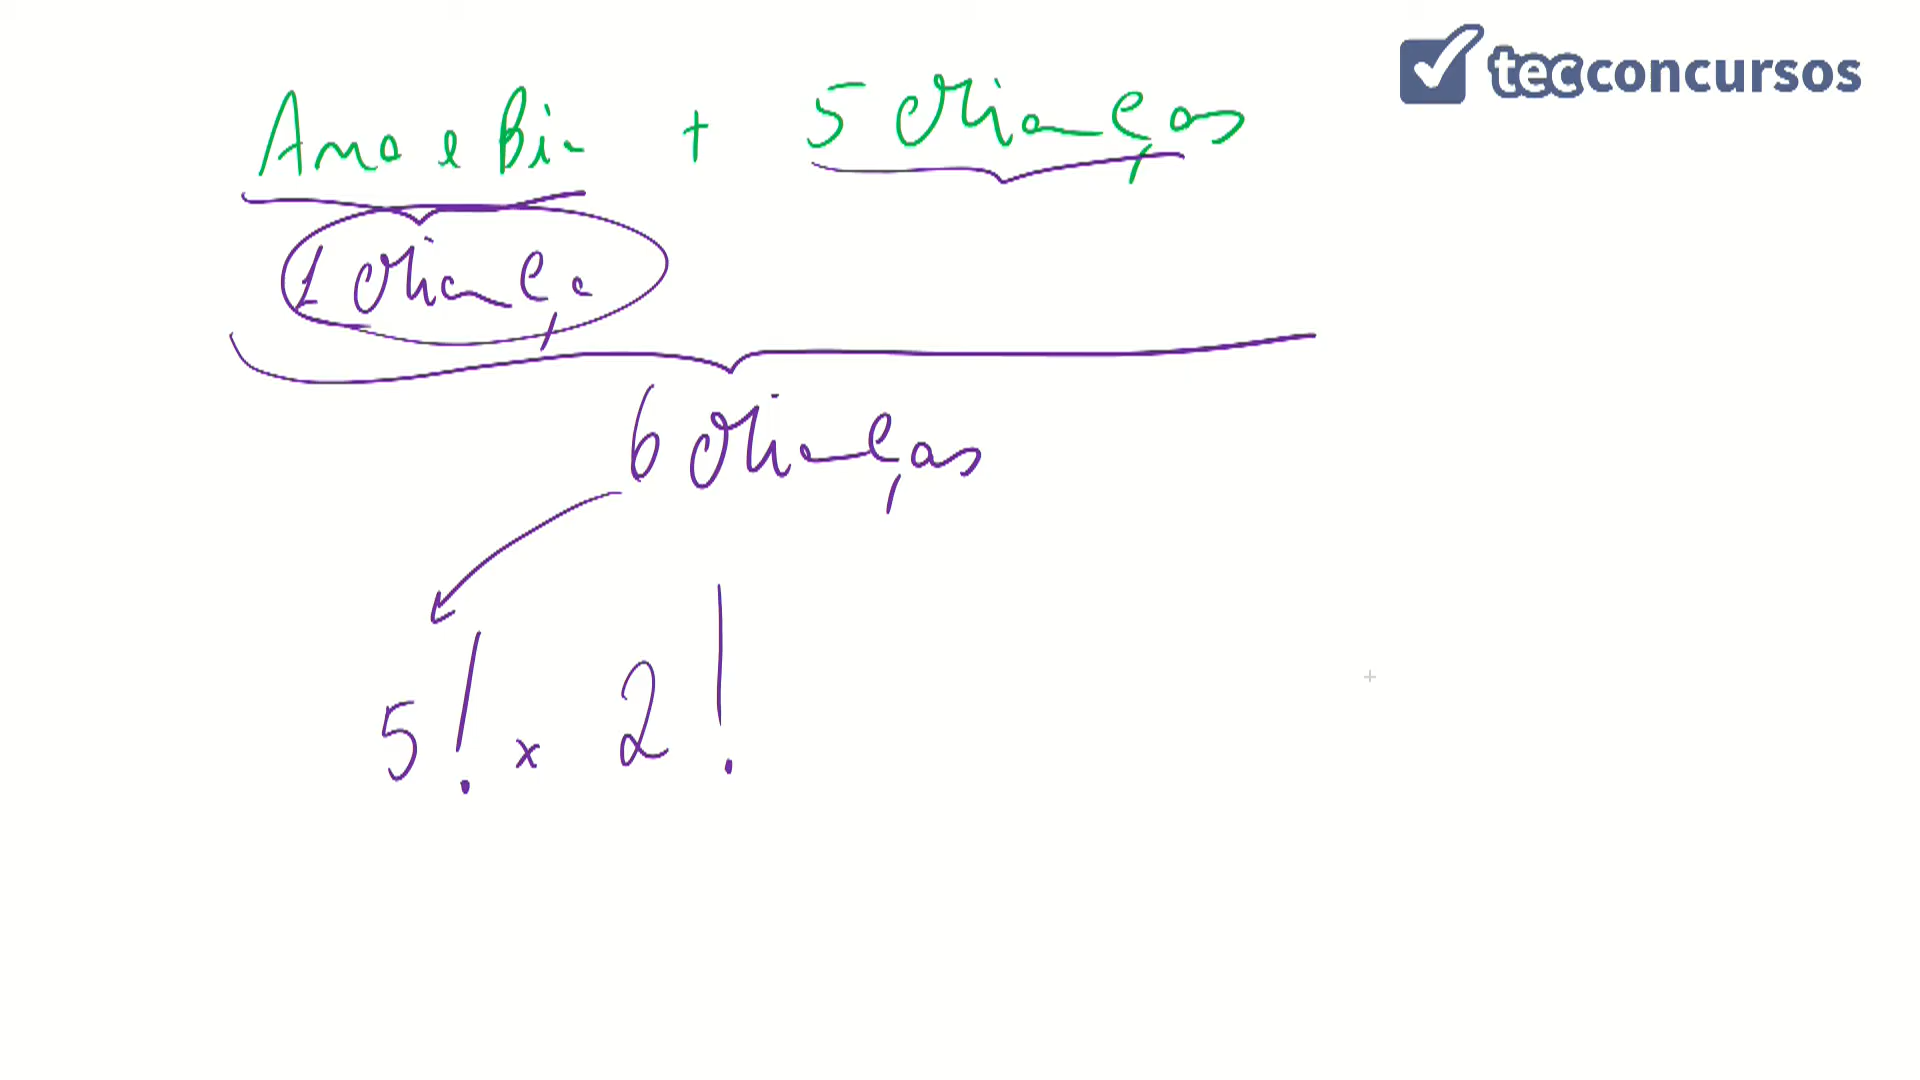 tecconcursos
Ana e Bia + 5 crianças
1 criança
6 crianças
5! x 2!